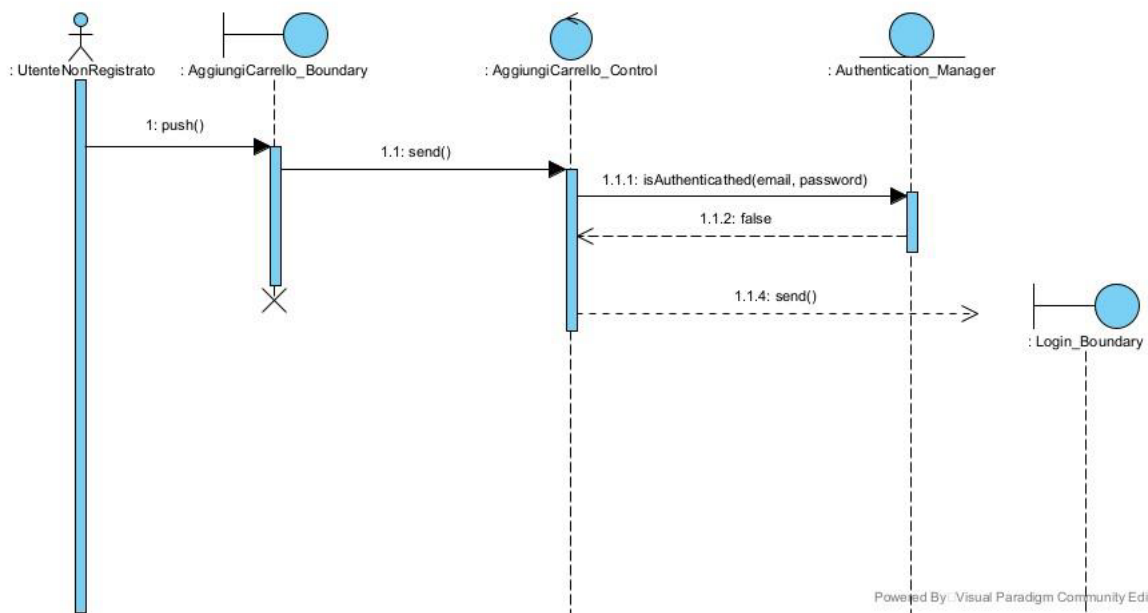 : UtenteNonRegistrato
: AggiungiCarrello_Boundary
: AggiungiCarrello_Control
: Authentication_Manager
1: push()
1.1: send()
1.1.1: isAuthenticathed(email, password)
1.1.2: false
1.1.4: send()
: Login_Boundary
Powered By Visual Paradigm Community Edi